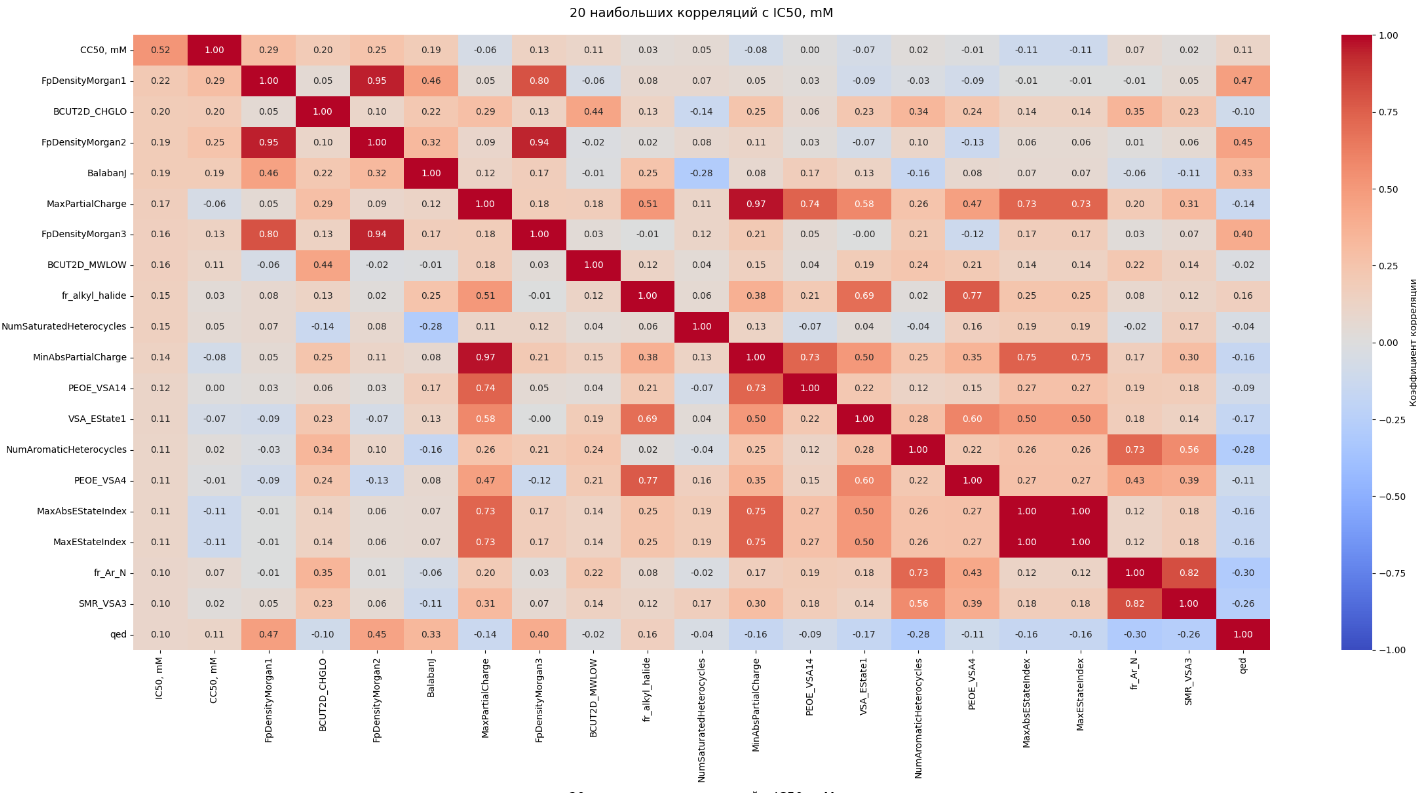 20 наибольших корреляций с IC50, mM
CC50, mM 0.52 1.00 0.29 0.20 0.25 0.19 -0.06 0.13 0.11 0.03 0.05 -0.08 0.00 -0.07 0.02 -0.01 -0.11 -0.11 0.07 0.02 0.11
FpDensityMorgan1 0.22 0.29 1.00 0.05 0.95 0.46 0.05 0.80 -0.06 0.08 0.07 0.05 0.03 -0.09 -0.03 -0.09 -0.01 -0.01 -0.01 0.05 0.47
BCUT2D_CHGLO 0.20 0.20 0.05 1.00 0.10 0.22 0.29 0.13 0.44 0.13 -0.14 0.25 0.06 0.23 0.34 0.24 0.14 0.14 0.35 0.23 -0.10
FpDensityMorgan2 0.19 0.25 0.95 0.10 1.00 0.32 0.09 0.94 -0.02 0.02 0.08 0.11 0.03 -0.07 0.10 -0.13 0.06 0.06 0.01 0.06 0.45
BalabanJ 0.19 0.19 0.46 0.22 0.32 1.00 0.12 0.17 -0.01 0.25 -0.28 0.08 0.17 0.13 -0.16 0.08 0.07 0.07 -0.06 -0.11 0.33
MaxPartialCharge 0.17 -0.06 0.05 0.29 0.09 0.12 1.00 0.18 0.18 0.51 0.11 0.97 0.74 0.58 0.26 0.47 0.73 0.73 0.20 0.31 -0.14
FpDensityMorgan3 0.16 0.13 0.80 0.13 0.94 0.17 0.18 1.00 0.03 -0.01 0.12 0.21 0.05 -0.00 0.21 -0.12 0.17 0.17 0.03 0.07 0.40
BCUT2D_MWLOW 0.16 0.11 -0.06 0.44 -0.02 -0.01 0.18 0.03 1.00 0.12 0.04 0.15 0.04 0.19 0.24 0.21 0.14 0.14 0.22 0.14 -0.02
fr_alkyl_halide 0.15 0.03 0.08 0.13 0.02 0.25 0.51 -0.01 0.12 1.00 0.06 0.38 0.21 0.69 0.02 0.77 0.25 0.25 0.08 0.12 0.16
NumSaturatedHeterocycles 0.15 0.05 0.07 -0.14 0.08 -0.28 0.11 0.12 0.04 0.06 1.00 0.13 -0.07 0.04 -0.04 0.16 0.19 0.19 -0.02 0.17 -0.04
MinAbsPartialCharge 0.14 -0.08 0.05 0.25 0.11 0.08 0.97 0.21 0.15 0.38 0.13 1.00 0.73 0.50 0.25 0.35 0.75 0.75 0.17 0.30 -0.16
PEOE_VSA14 0.12 0.00 0.03 0.06 0.03 0.17 0.74 0.05 0.04 0.21 -0.07 0.73 1.00 0.22 0.12 0.15 0.27 0.27 0.19 0.18 -0.09
VSA_EState1 0.11 -0.07 -0.09 0.23 -0.07 0.13 0.58 -0.00 0.19 0.69 0.04 0.50 0.22 1.00 0.28 0.60 0.50 0.50 0.18 0.14 -0.17
NumAromaticHeterocycles 0.11 0.02 -0.03 0.34 0.10 -0.16 0.26 0.21 0.24 0.02 -0.04 0.25 0.12 0.28 1.00 0.22 0.26 0.26 0.73 0.56 -0.28
PEOE_VSA4 0.11 -0.01 -0.09 0.24 -0.13 0.08 0.47 -0.12 0.21 0.77 0.16 0.35 0.15 0.60 0.22 1.00 0.27 0.27 0.43 0.39 -0.11
MaxAbsEStateIndex 0.11 -0.11 -0.01 0.14 0.06 0.07 0.73 0.17 0.14 0.25 0.19 0.75 0.27 0.50 0.26 0.27 1.00 1.00 0.12 0.18 -0.16
MaxEStateIndex 0.11 -0.11 -0.01 0.14 0.06 0.07 0.73 0.17 0.14 0.25 0.19 0.75 0.27 0.50 0.26 0.27 1.00 1.00 0.12 0.18 -0.16
fr_Ar_N 0.10 0.07 -0.01 0.35 0.01 -0.06 0.20 0.03 0.22 0.08 -0.02 0.17 0.19 0.18 0.73 0.43 0.12 0.12 1.00 0.82 -0.30
SMR_VSA3 0.10 0.02 0.05 0.23 0.06 -0.11 0.31 0.07 0.14 0.12 0.17 0.30 0.18 0.14 0.56 0.39 0.18 0.18 0.82 1.00 -0.26
qed 0.10 0.11 0.47 -0.10 0.45 0.33 -0.14 0.40 -0.02 0.16 -0.04 -0.16 -0.09 -0.17 -0.28 -0.11 -0.16 -0.16 -0.30 -0.26 1.00
IC50, mM
CC50, mM
FpDensityMorgan1
BCUT2D_CHGLO
FpDensityMorgan2
BalabanJ
MaxPartialCharge
FpDensityMorgan3
BCUT2D_MWLOW
fr_alkyl_halide
NumSaturatedHeterocycles
MinAbsPartialCharge
PEOE_VSA14
VSA_EState1
NumAromaticHeterocycles
PEOE_VSA4
MaxAbsEStateIndex
MaxEStateIndex
fr_Ar_N
SMR_VSA3
qed
1.00
0.75
0.50
0.25
0.00
−0.25
−0.50
−0.75
−1.00
Коэффициент корреляции